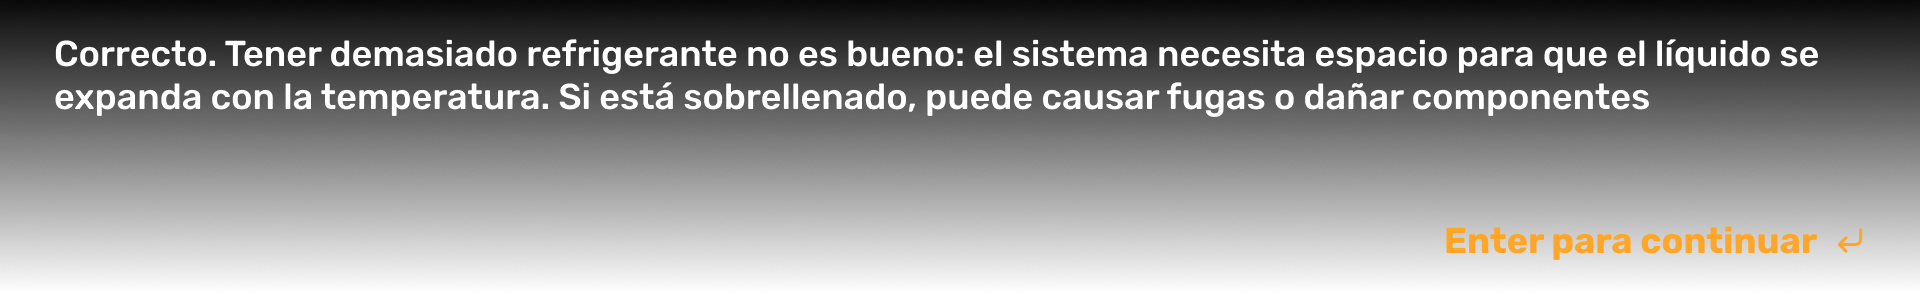 Correcto. Tener demasiado refrigerante no es bueno: el sistema necesita espacio para que el líquido se
expanda con la temperatura. Si está sobrellenado, puede causar fugas o dañar componentes
Enter para continuar